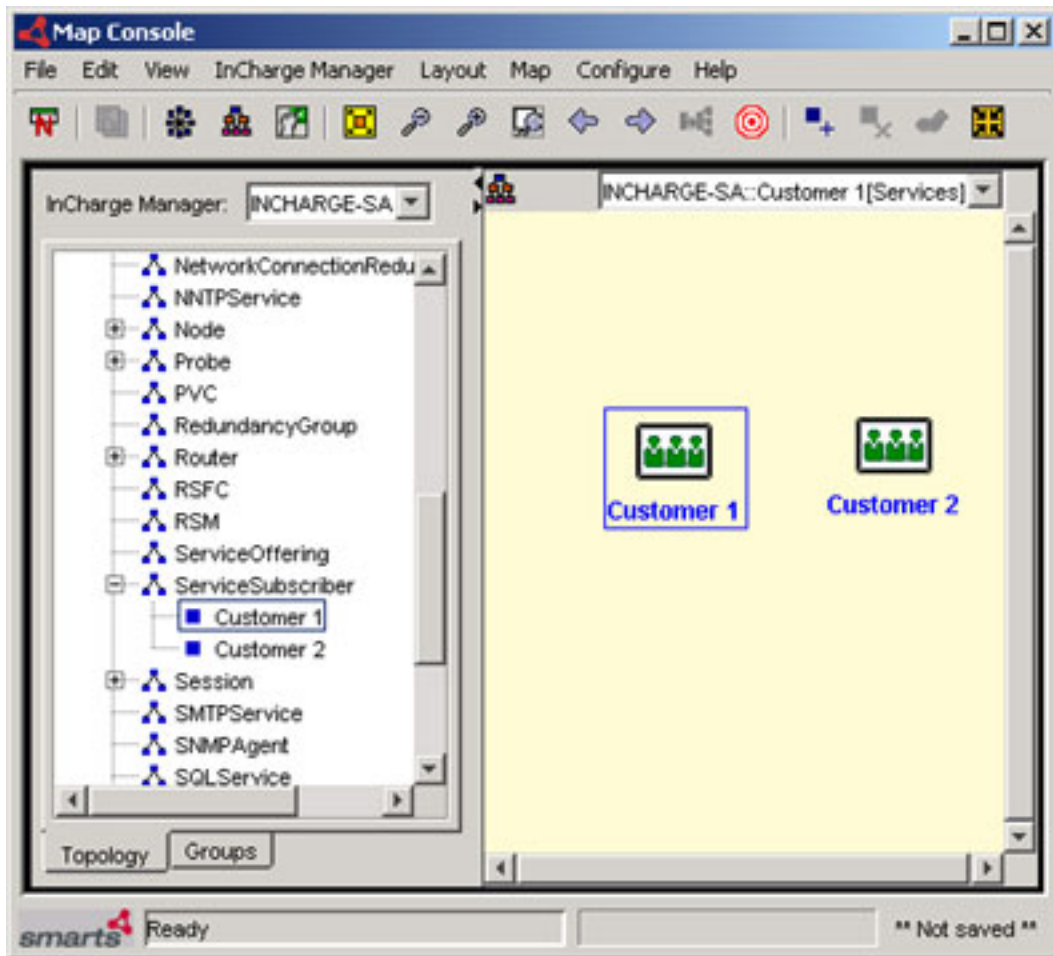 Map Console
File Edit View InCharge Manager Layout Map Configure Help
InCharge Manager: INCHARGE-SA
INCHARGE-SA::Customer 1[Services]
NetworkConnectionRedu
NNTPService
Node
Probe
PVC
RedundancyGroup
Router
RSFC
RSM
ServiceOffering
ServiceSubscriber
Customer 1
Customer 2
Session
SMTPService
SNMPAgent
SQLService
Topology Groups
Customer 1
Customer 2
smarts Ready ** Not saved **